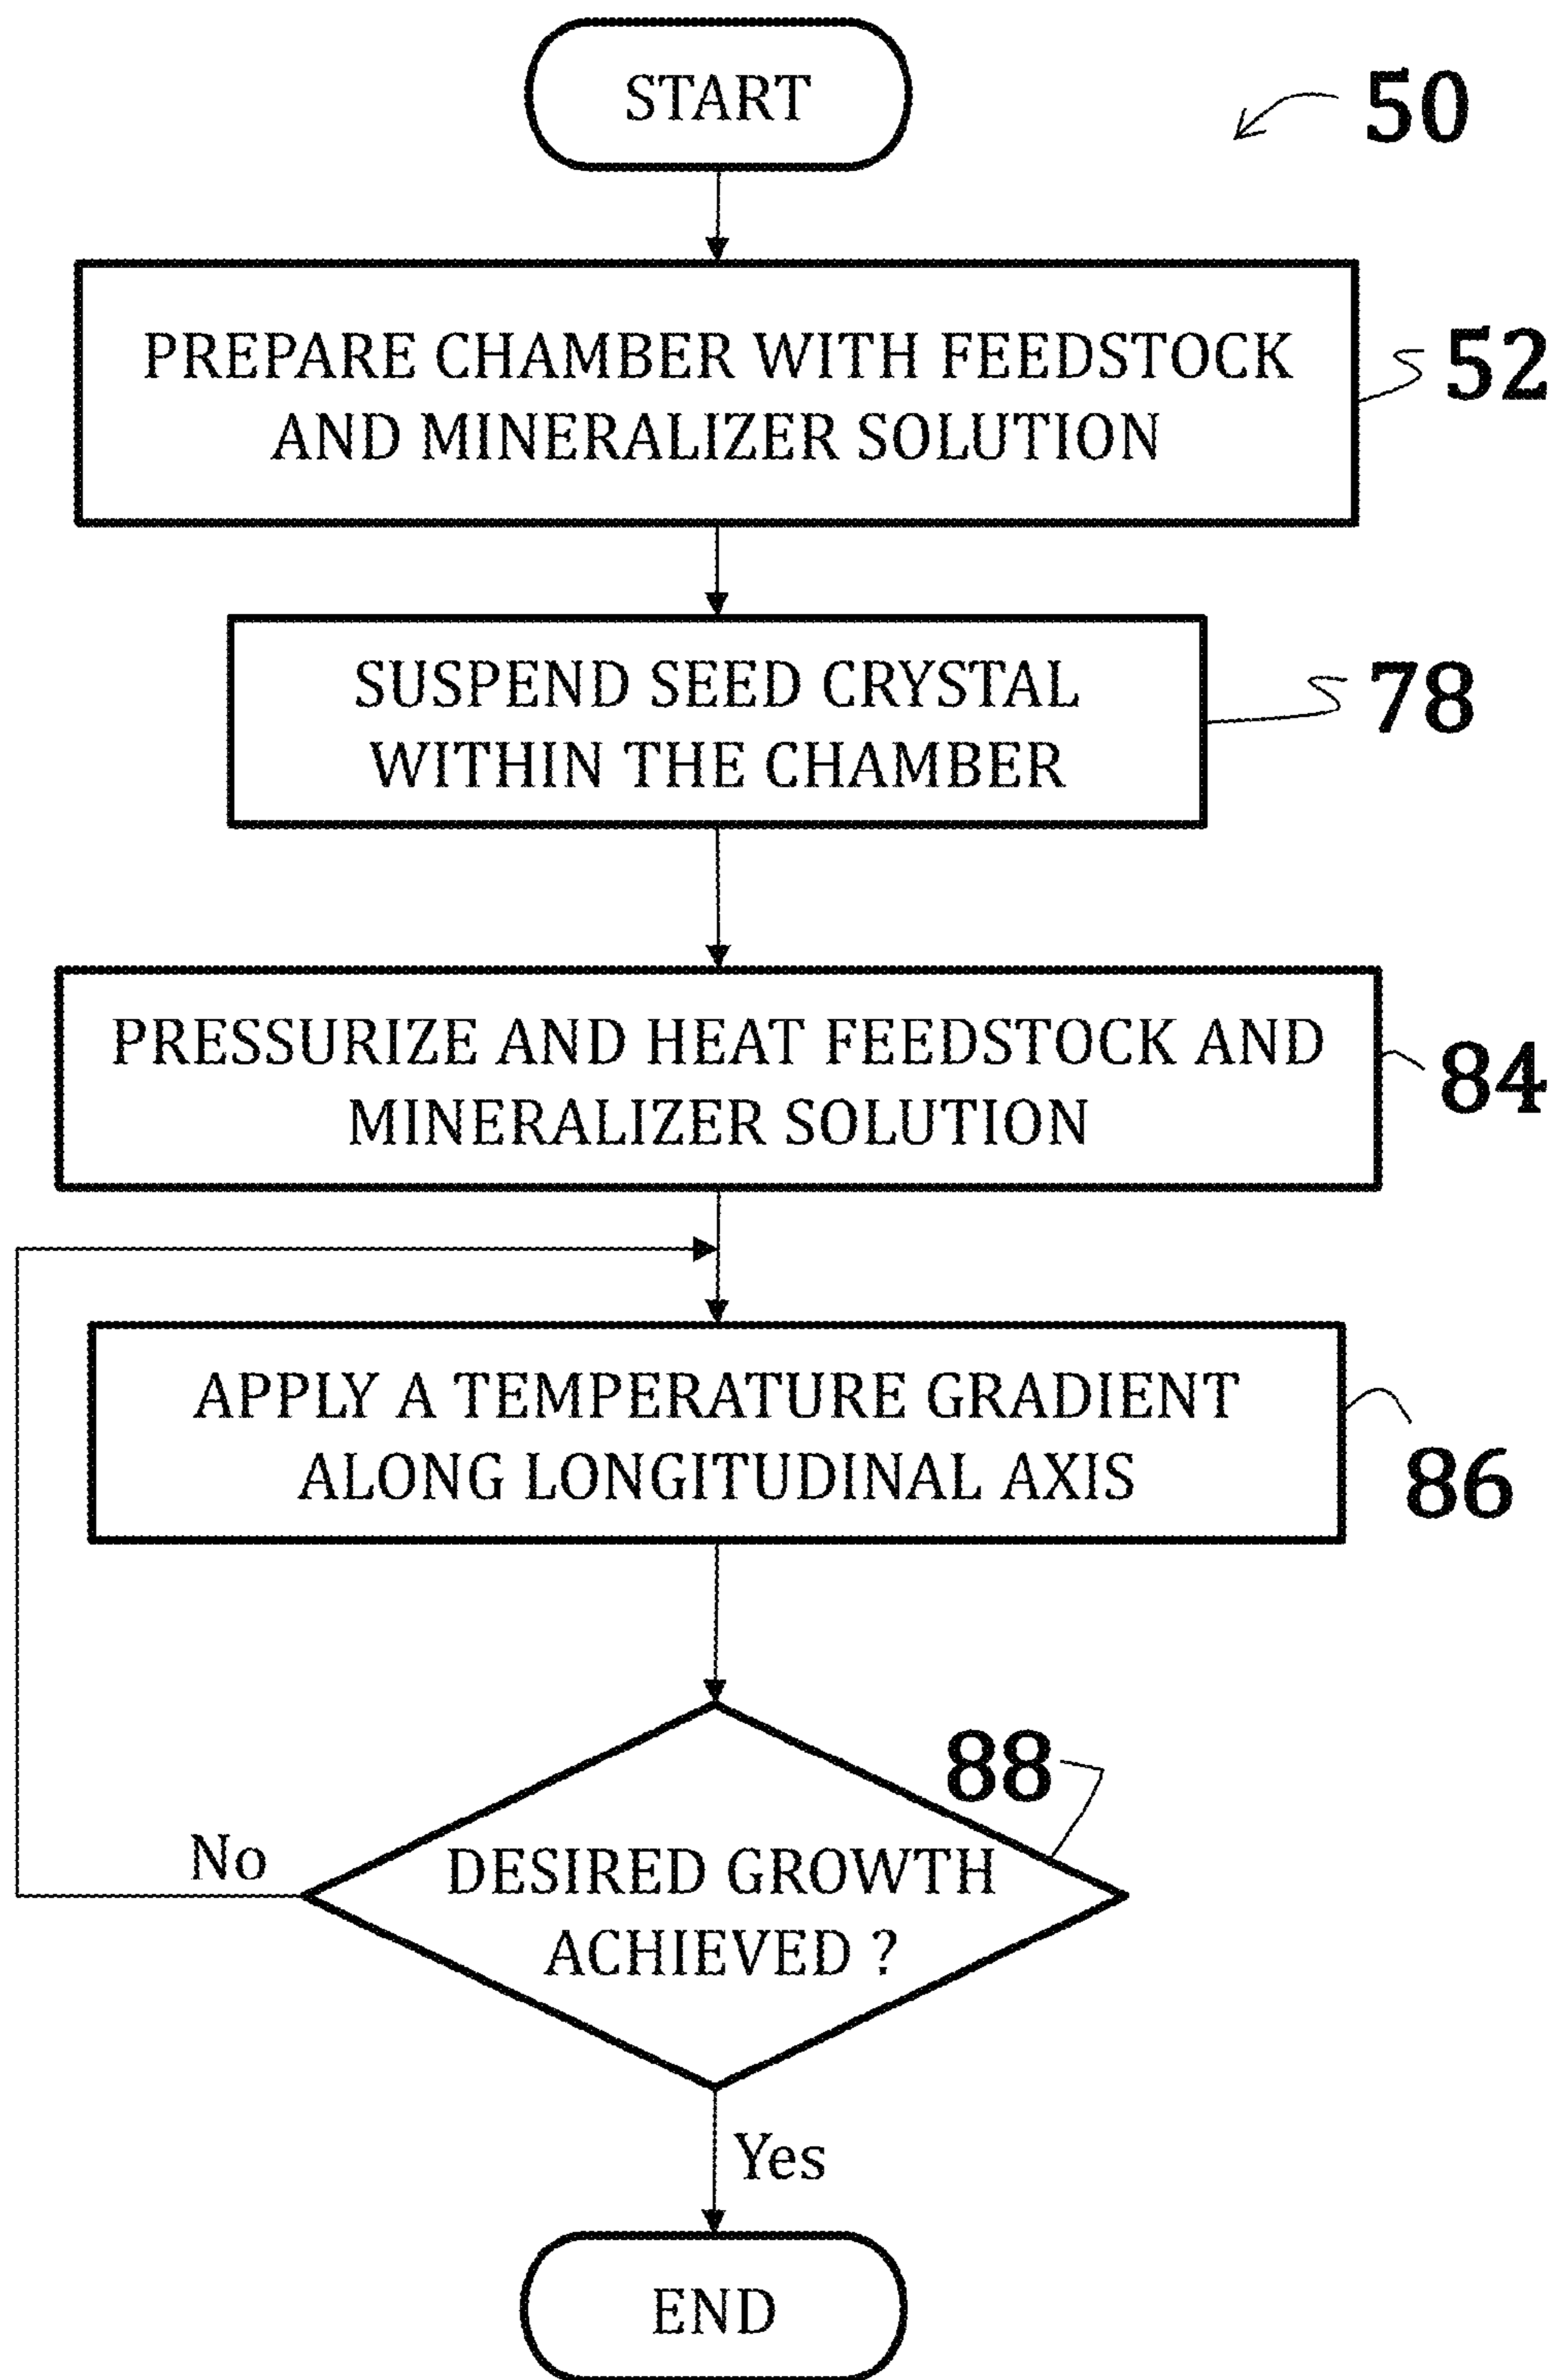 START
50
PREPARE CHAMBER WITH FEEDSTOCK
AND MINERALIZER SOLUTION
52
SUSPEND SEED CRYSTAL
WITHIN THE CHAMBER
78
PRESSURIZE AND HEAT FEEDSTOCK AND
MINERALIZER SOLUTION
84
APPLY A TEMPERATURE GRADIENT
ALONG LONGITUDINAL AXIS
86
88
No
DESIRED GROWTH
ACHIEVED ?
Yes
END